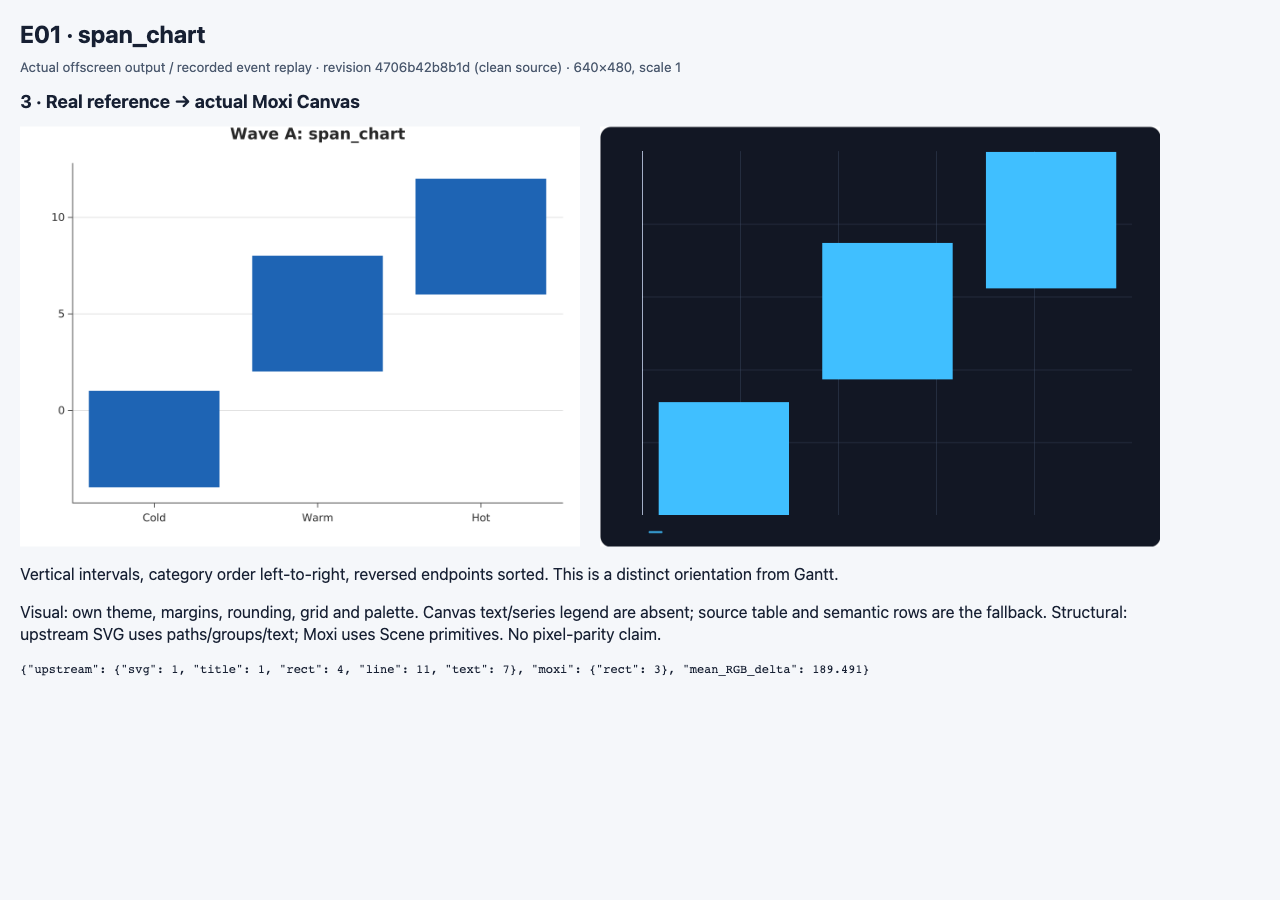 E01 · span_chart
Actual offscreen output / recorded event replay · revision 4706b42b8b1d (clean source) · 640×480, scale 1
3 · Real reference → actual Moxi Canvas
Wave A: span_chart
10
5
0
Cold Warm Hot
Vertical intervals, category order left-to-right, reversed endpoints sorted. This is a distinct orientation from Gantt.
Visual: own theme, margins, rounding, grid and palette. Canvas text/series legend are absent; source table and semantic rows are the fallback. Structural:
upstream SVG uses paths/groups/text; Moxi uses Scene primitives. No pixel-parity claim.
{"upstream": {"svg": 1, "title": 1, "rect": 4, "line": 11, "text": 7}, "moxi": {"rect": 3}, "mean_RGB_delta": 189.491}